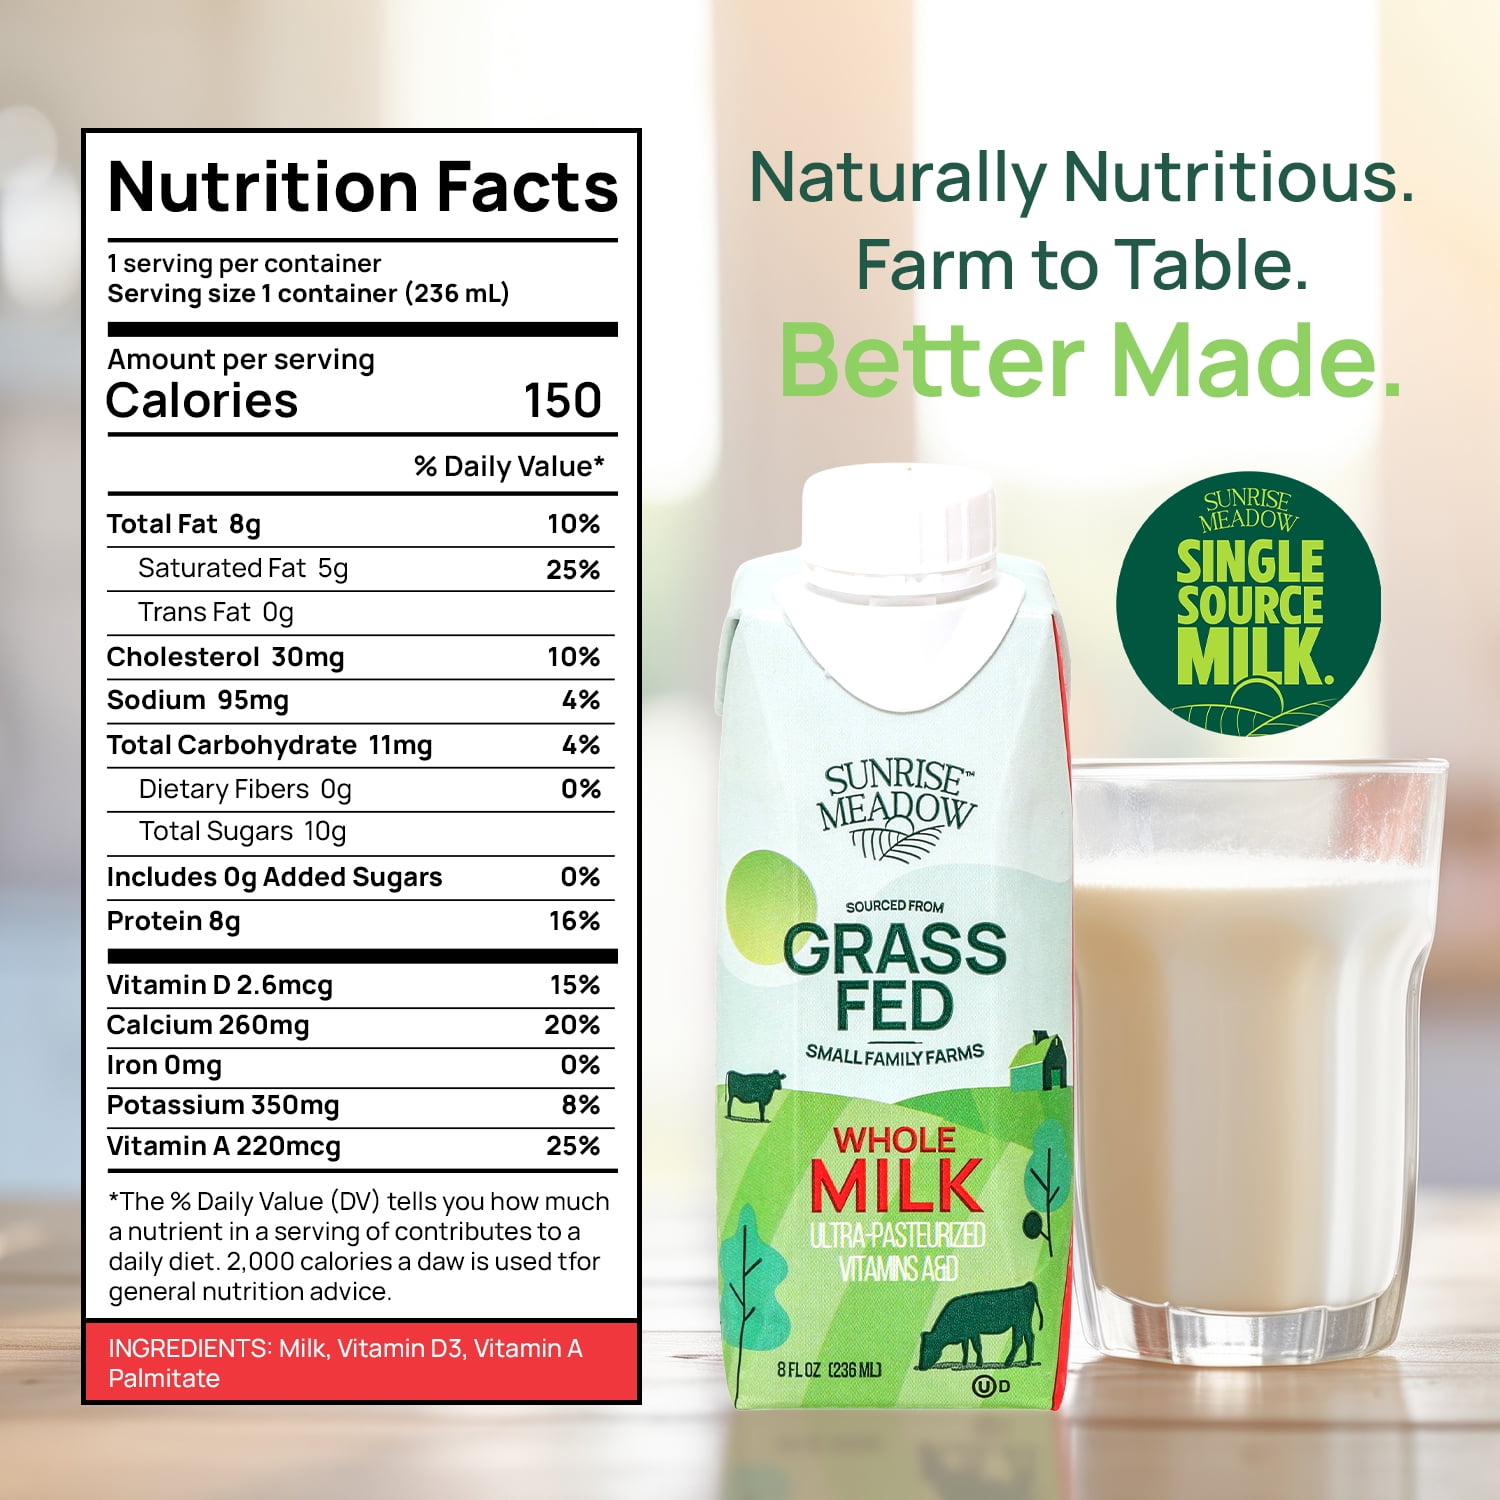 Nutrition Facts
1 serving per container
Serving size 1 container (236 mL)
Amount per serving
Calories 150
% Daily Value*
Total Fat 8g 10%
Saturated Fat 5g 25%
Trans Fat 0g
Cholesterol 30mg 10%
Sodium 95mg 4%
Total Carbohydrate 11mg 4%
Dietary Fibers 0g 0%
Total Sugars 10g
Includes 0g Added Sugars 0%
Protein 8g 16%
Vitamin D 2.6mcg 15%
Calcium 260mg 20%
Iron 0mg 0%
Potassium 350mg 8%
Vitamin A 220mcg 25%
*The % Daily Value (DV) tells you how much
a nutrient in a serving of contributes to a
daily diet. 2,000 calories a daw is used tfor
general nutrition advice.
INGREDIENTS: Milk, Vitamin D3, Vitamin A
Palmitate
Naturally Nutritious.
Farm to Table.
Better Made.
SUNRISE
MEADOW
SINGLE
SOURCE
MILK.
SUNRISE™
MEADOW
SOURCED FROM
GRASS
FED
SMALL FAMILY FARMS
WHOLE
MILK
ULTRA-PASTEURIZED
VITAMINS A&D
8 FL OZ (236 ML)
U D